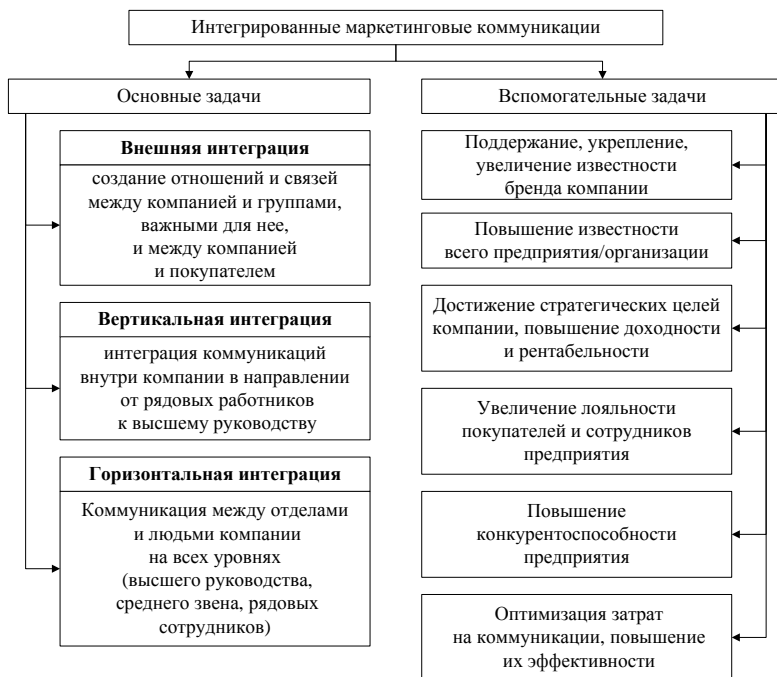 Интегрированные маркетинговые коммуникации
Основные задачи
Внешняя интеграция
создание отношений и связей
между компанией и группами,
важными для нее,
и между компанией
и покупателем
Вертикальная интеграция
интеграция коммуникаций
внутри компании в направлении
от рядовых работников
к высшему руководству
Горизонтальная интеграция
Коммуникация между отделами
и людьми компании
на всех уровнях
(высшего руководства,
среднего звена, рядовых
сотрудников)
Вспомогательные задачи
Поддержание, укрепление,
увеличение известности
бренда компании
Повышение известности
всего предприятия/организации
Достижение стратегических целей
компании, повышение доходности
и рентабельности
Увеличение лояльности
покупателей и сотрудников
предприятия
Повышение
конкурентоспособности
предприятия
Оптимизация затрат
на коммуникации, повышение
их эффективности